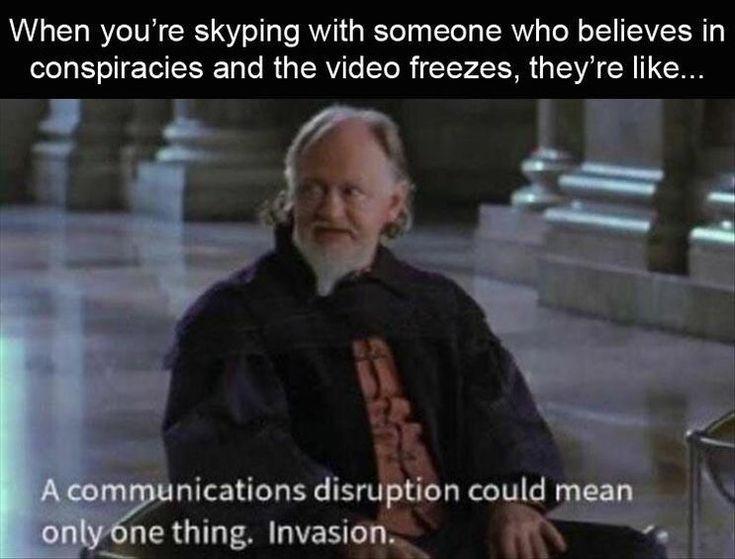 When you’re skyping with someone who believes in
conspiracies and the video freezes, they’re like...
A communications disruption could mean
only one thing. Invasion.